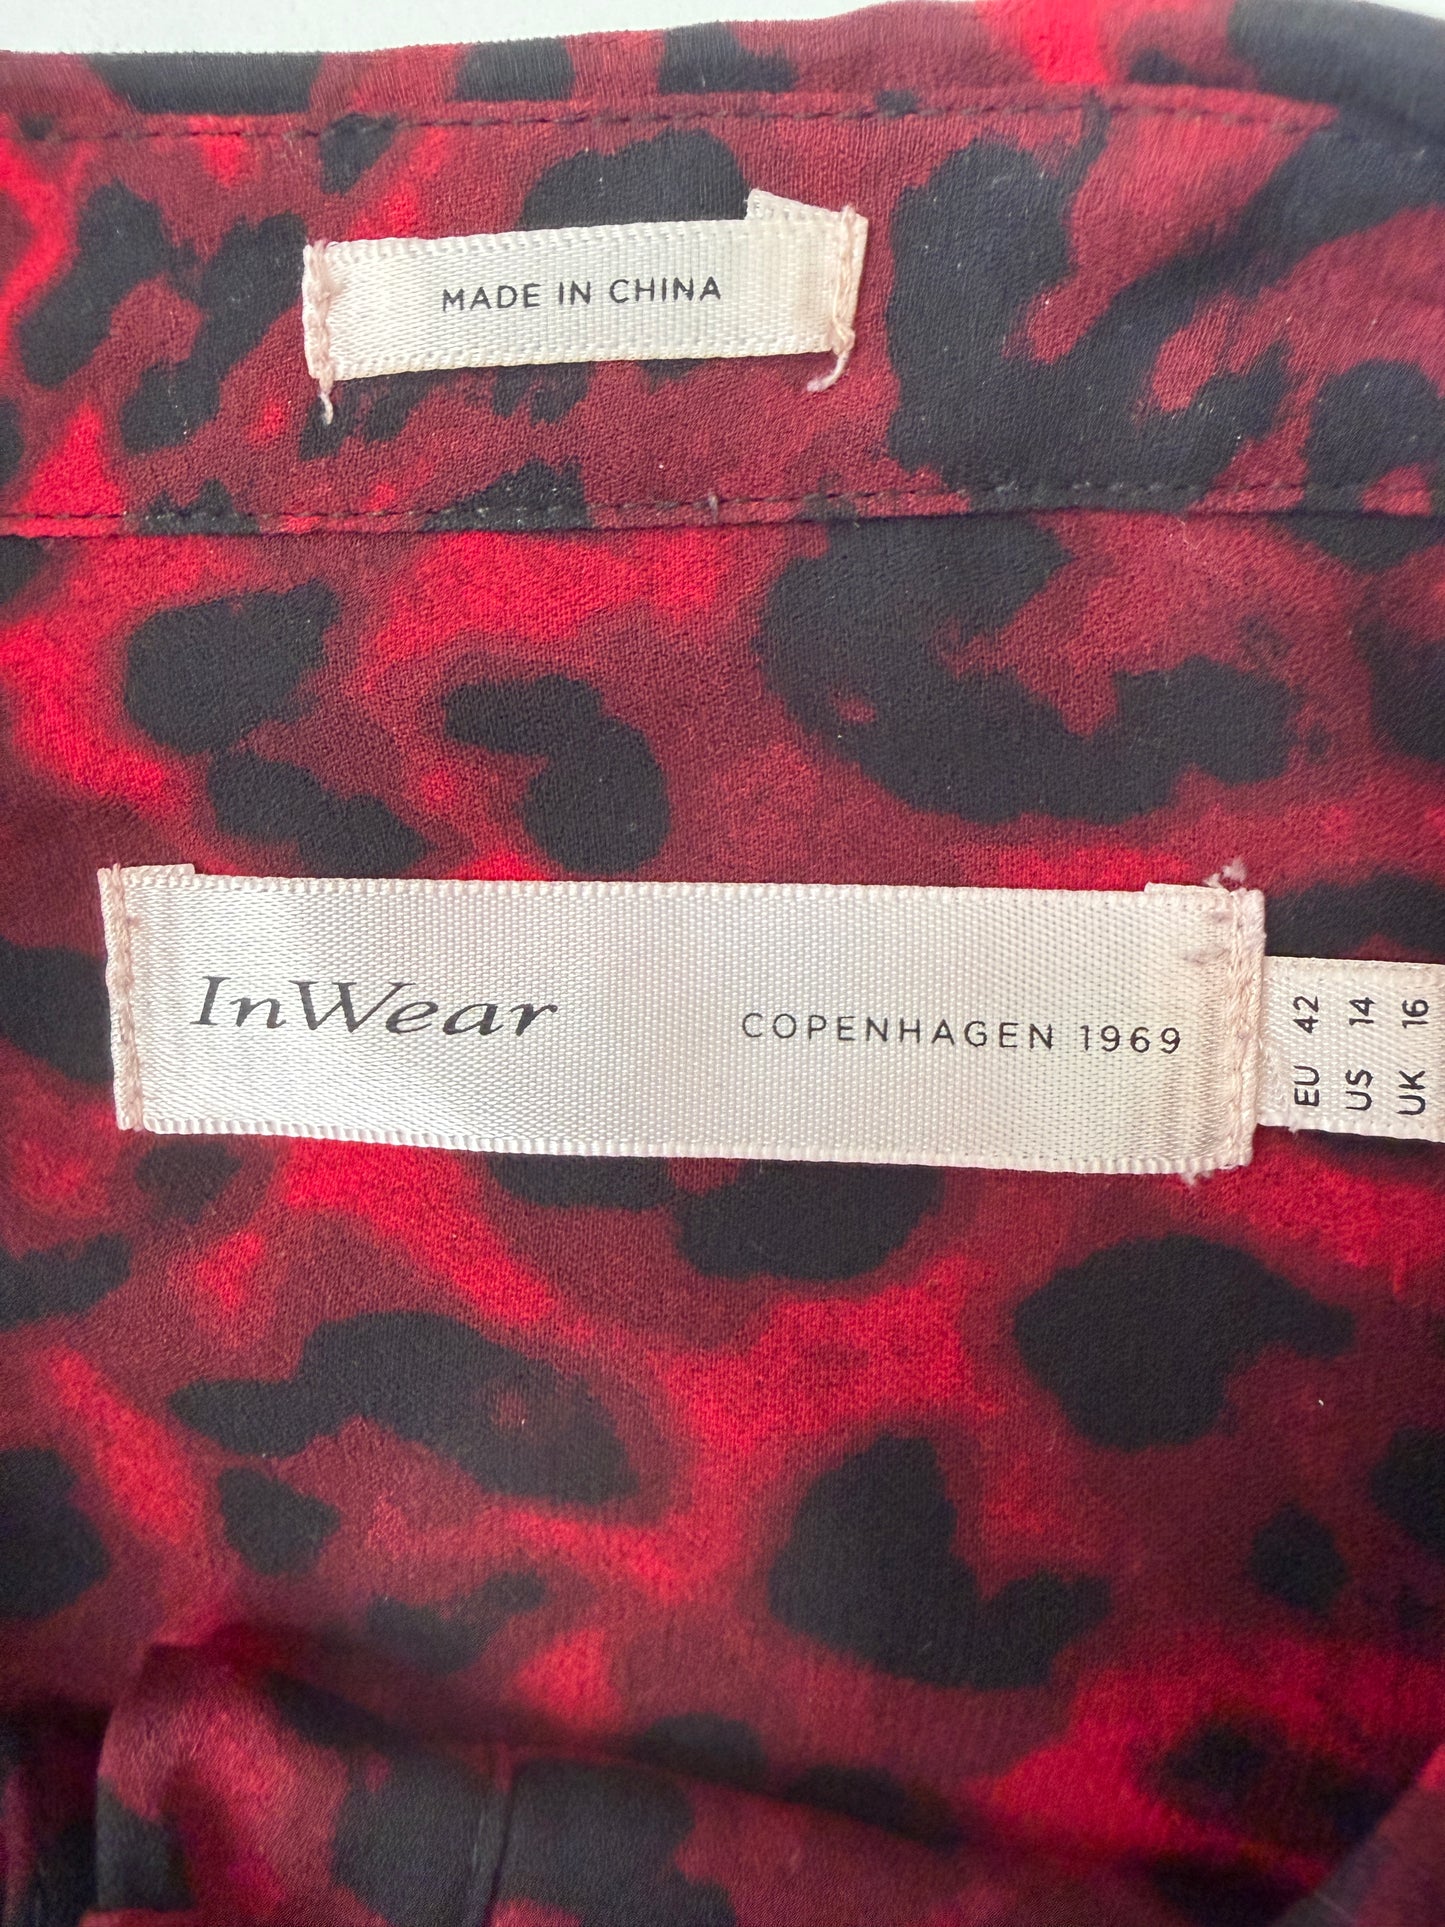 MADE IN CHINA
InWear COPENHAGEN 1969
EU 42
US 14
UK 16